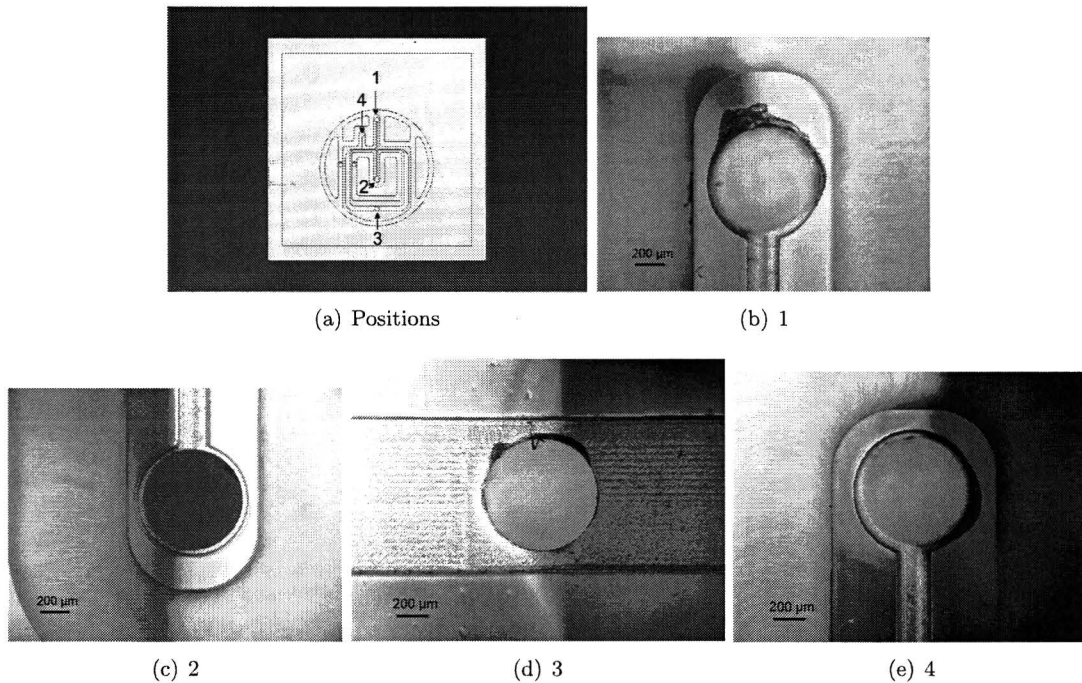 1
4
2
3
200 µm
(a) Positions
(b) 1
200 µm
200 µm
200 µm
(c) 2
(d) 3
(e) 4